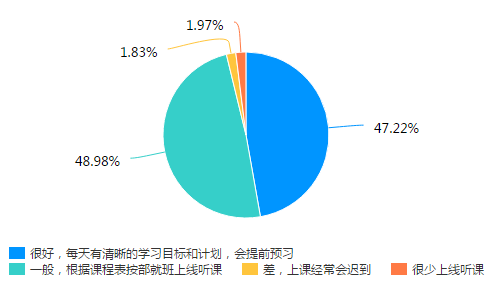 1.97%
1.83%
47.22%
48.98%
很好，每天有清晰的学习目标和计划，会提前预习
一般，根据课程表按部就班上线听课 差，上课经常会迟到 很少上线听课